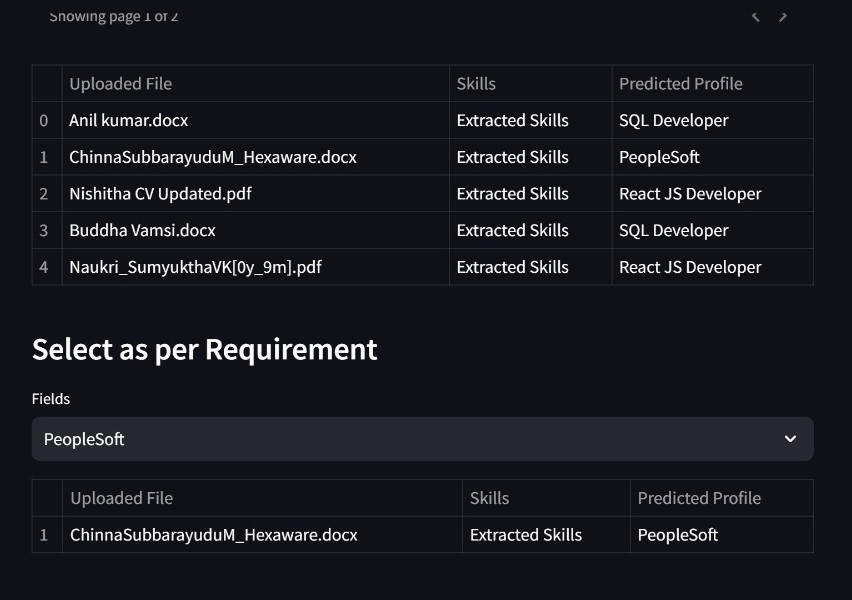 Showing page 1 of 2
Uploaded File Skills Predicted Profile
0 Anil kumar.docx Extracted Skills SQL Developer
1 ChinnaSubbarayuduM_Hexaware.docx Extracted Skills PeopleSoft
2 Nishitha CV Updated.pdf Extracted Skills React JS Developer
3 Buddha Vamsi.docx Extracted Skills SQL Developer
4 Naukri_SumyukthaVK[0y_9m].pdf Extracted Skills React JS Developer
Select as per Requirement
Fields
PeopleSoft
Uploaded File Skills Predicted Profile
1 ChinnaSubbarayuduM_Hexaware.docx Extracted Skills PeopleSoft